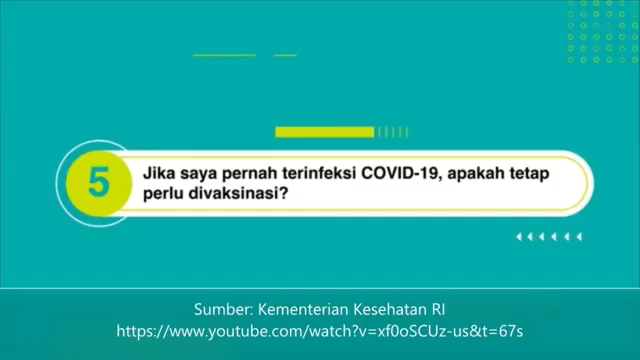 5
Jika saya pernah terinfeksi COVID-19, apakah tetap
perlu divaksinasi?
Sumber: Kementerian Kesehatan RI
https://www.youtube.com/watch?v=xf0oSCUz-us&t=67s